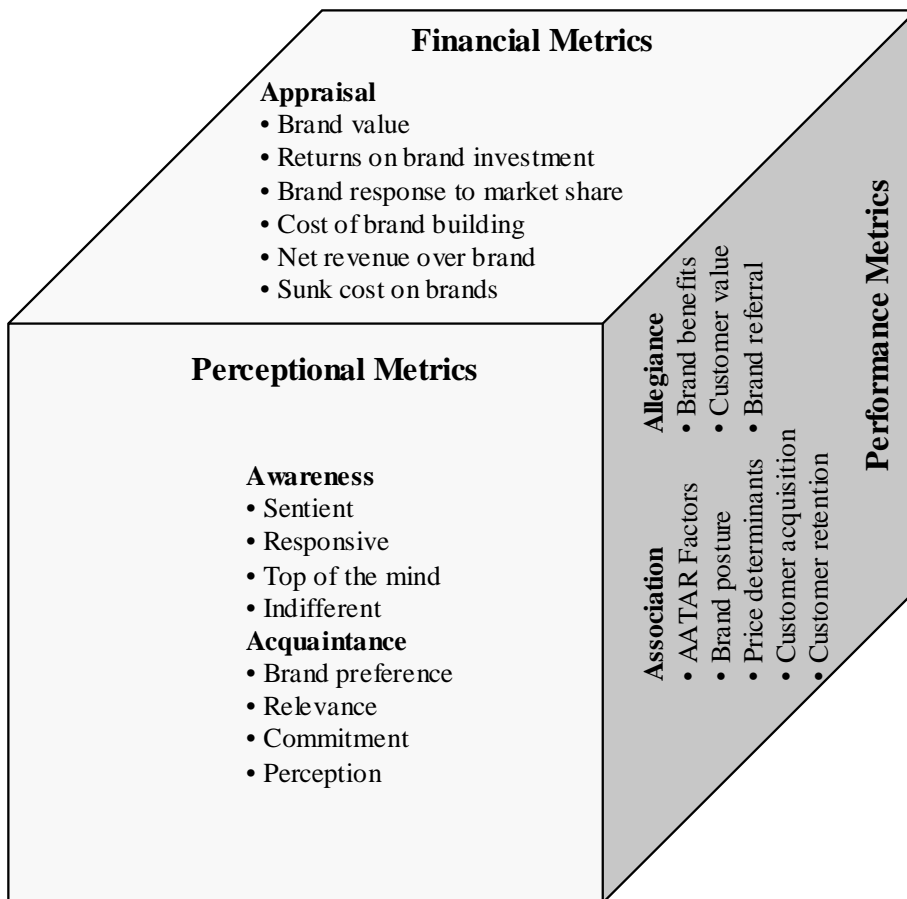 Financial Metrics
Appraisal
• Brand value
• Returns on brand investment
• Brand response to market share
• Cost of brand building
• Net revenue over brand
• Sunk cost on brands
Perceptional Metrics
Awareness
• Sentient
• Responsive
• Top of the mind
• Indifferent
Acquaintance
• Brand preference
• Relevance
• Commitment
• Perception
Performance Metrics
Association
• AATAR Factors
• Brand posture
• Price determinants
• Customer acquisition
• Customer retention
Allegiance
• Brand benefits
• Customer value
• Brand referral